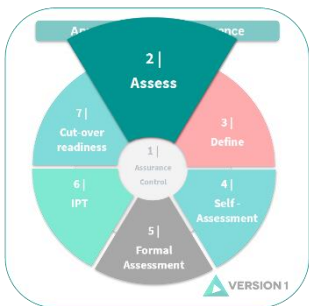 2 |
Assess
3 |
Define
4 |
Self -
Assessment
5 |
Formal
Assessment
6 |
IPT
7 |
Cut-over
readiness
1 |
Assurance
Control
VERSION 1